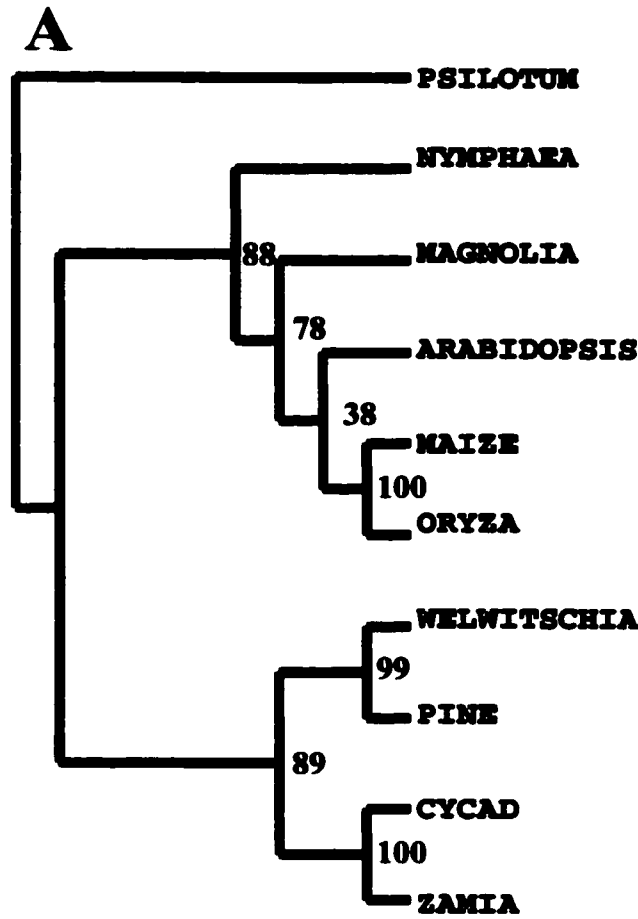 A
PSILOTUM
NYMPHAEA
88
MAGNOLIA
78
ARABIDOPSIS
38
MAIZE
100
ORYZA
WELWITSCHIA
99
PINE
89
CYCAD
100
ZAMIA